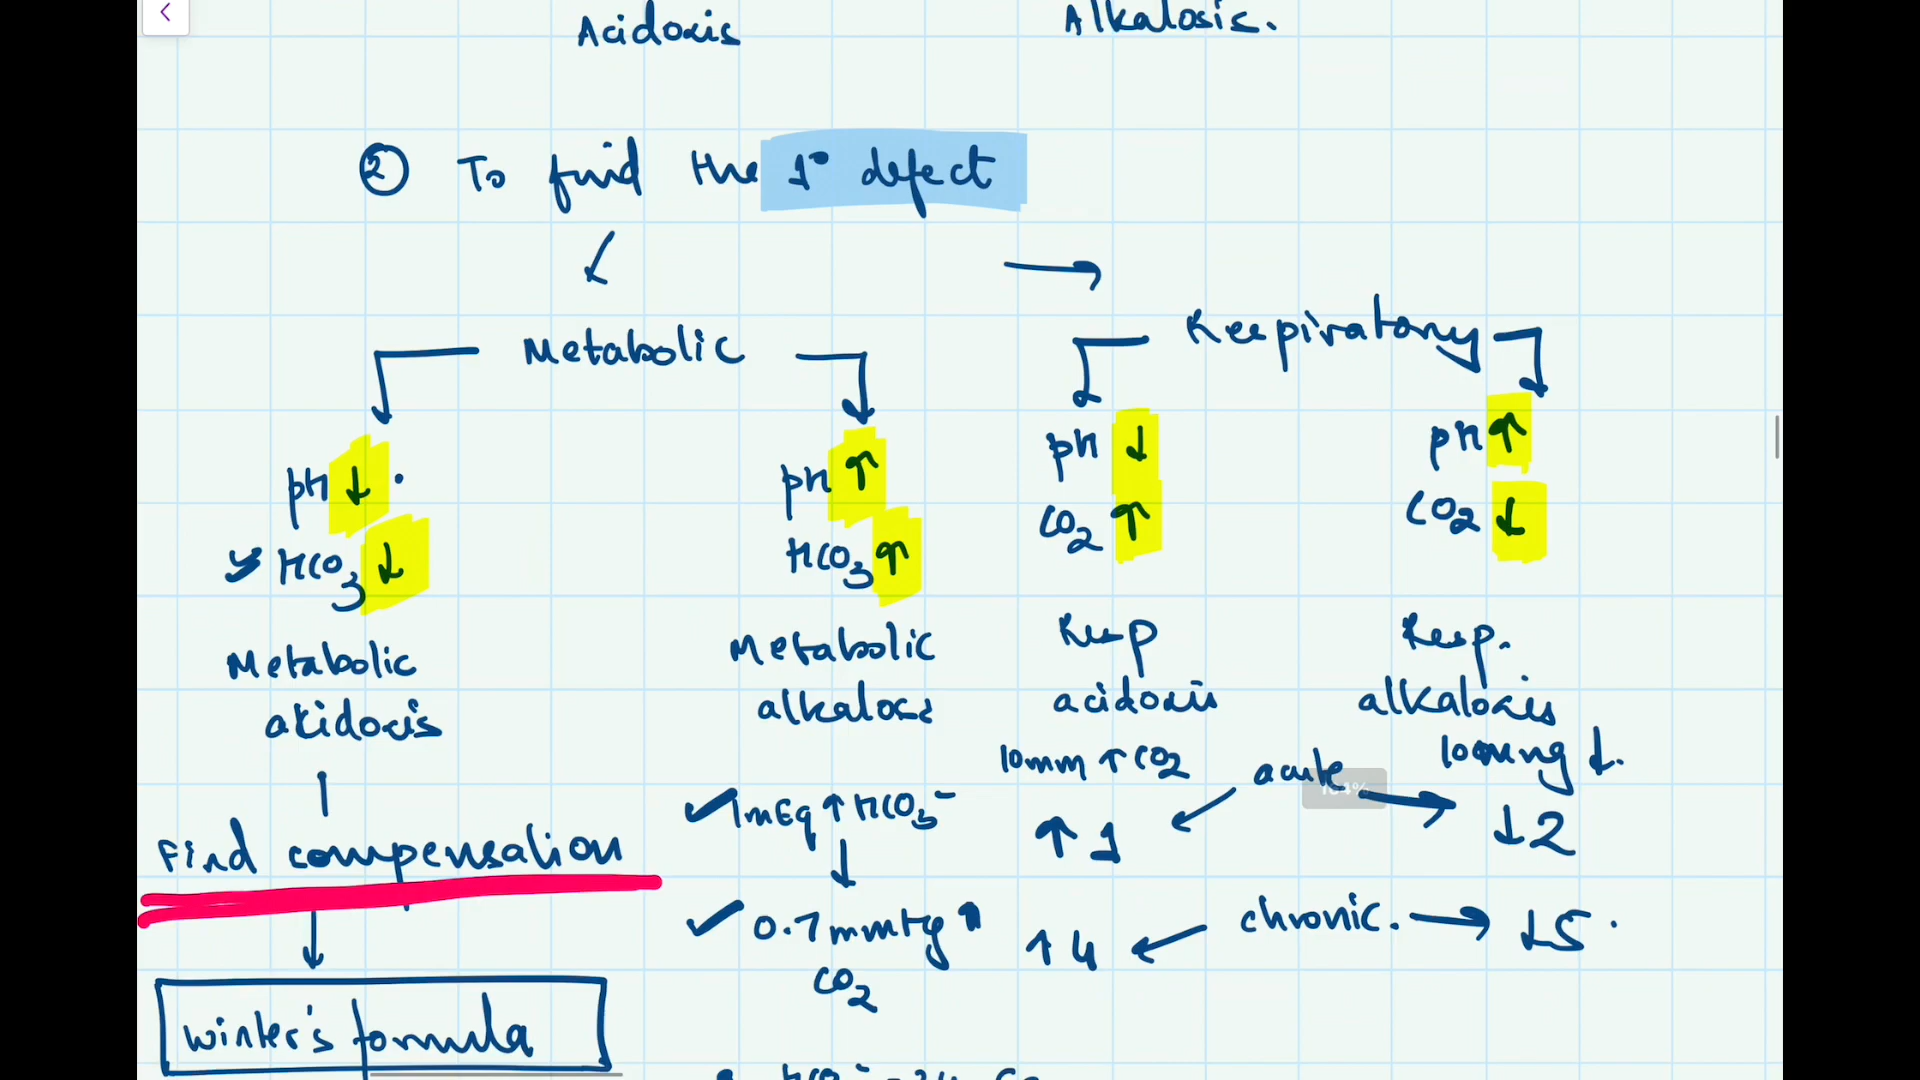 Acidosis
Alkalosis.
② To find the 1° defect
Metabolic
Respiratory
pH ↓
HCO3 ↓
Metabolic
acidosis
Find compensation
Winter's formula
pH ↑
HCO3 ↑
Metabolic
alkalosis
1mEq ↑ HCO3⁻
↓
0.7mmHg ↑
CO2
pH ↓
CO2 ↑
Resp
acidosis
10mm ↑ CO2
↑ 1
↑ 4
acute
chronic.
pH ↑
CO2 ↓
Resp.
alkalosis
10mmHg ↓.
↓2
↓5.